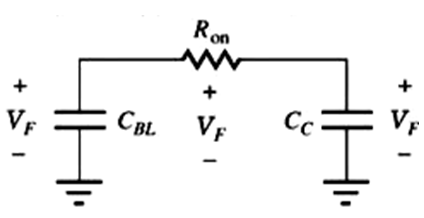 R_on
+ + +
V_F C_BL V_F C_C V_F
− − −